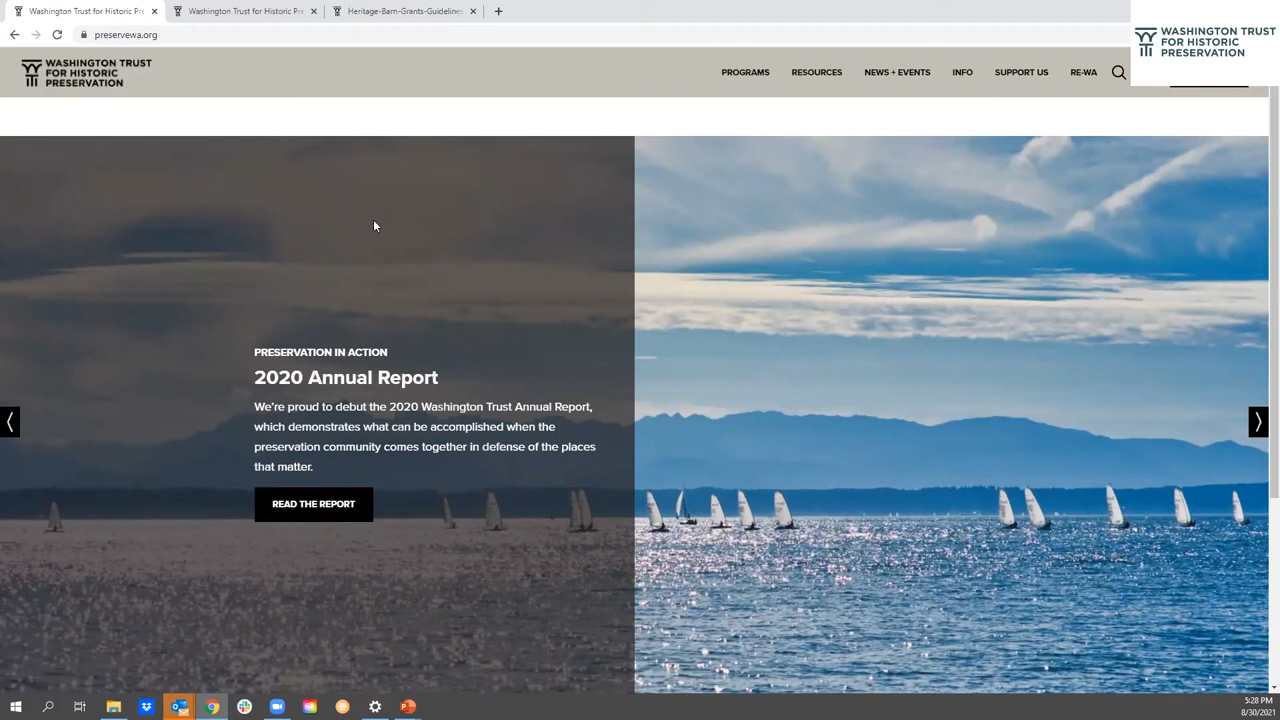 Washington Trust for Historic Pre
Washington Trust for Historic Pre
Heritage-Barn-Grants-Guidelines
preservewa.org
WASHINGTON TRUST
FOR HISTORIC
PRESERVATION
WASHINGTON TRUST
FOR HISTORIC
PRESERVATION
PROGRAMS
RESOURCES
NEWS + EVENTS
INFO
SUPPORT US
RE-WA
PRESERVATION IN ACTION
2020 Annual Report
We're proud to debut the 2020 Washington Trust Annual Report,
which demonstrates what can be accomplished when the
preservation community comes together in defense of the places
that matter.
READ THE REPORT
5:28 PM
8/30/2021